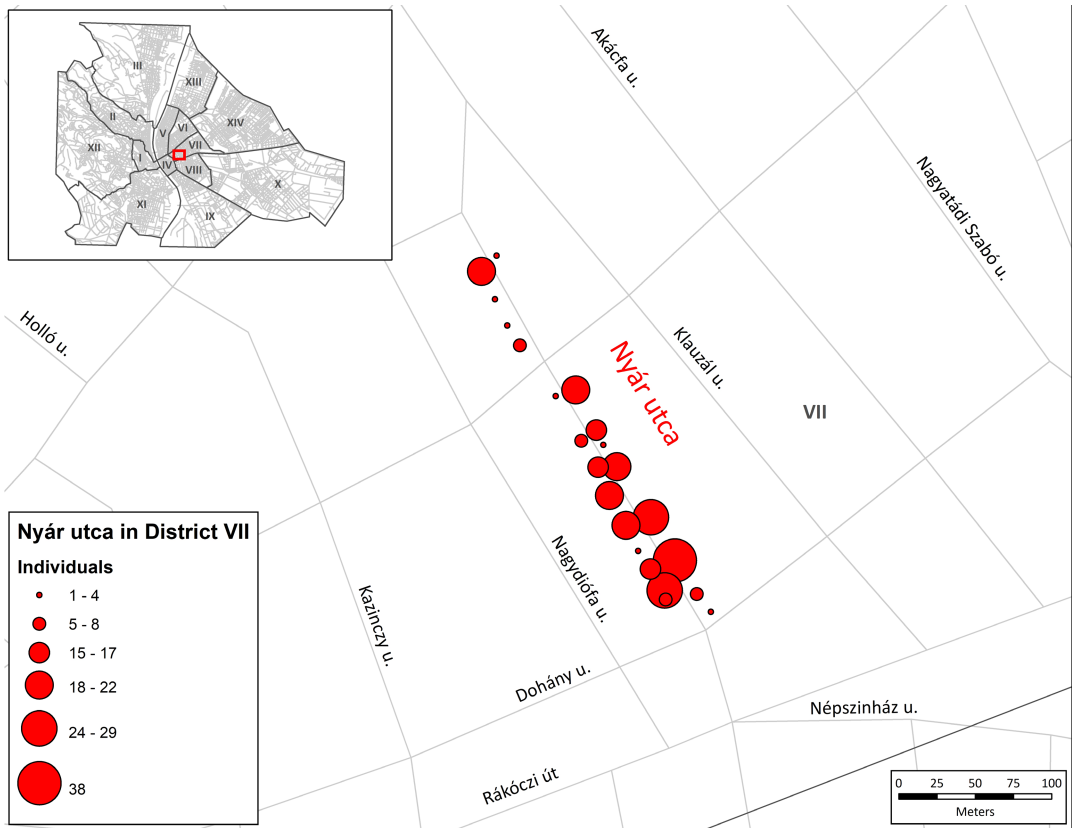 III
XIII
II
V
VI
XIV
XII
I
VII
IV
VIII
X
XI
IX
Akácfa u.
Nagyatádi Szabó u.
Holló u.
Klauzál u.
Nyár utca
VII
Nagydiófa u.
Kazinczy u.
Dohány u.
Népszinház u.
Rákóczi út
Nyár utca in District VII
Individuals
1 - 4
5 - 8
15 - 17
18 - 22
24 - 29
38
0 25 50 75 100
Meters